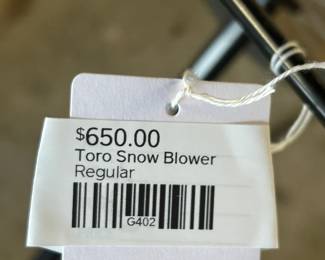 $650.00
Toro Snow Blower
Regular
G402